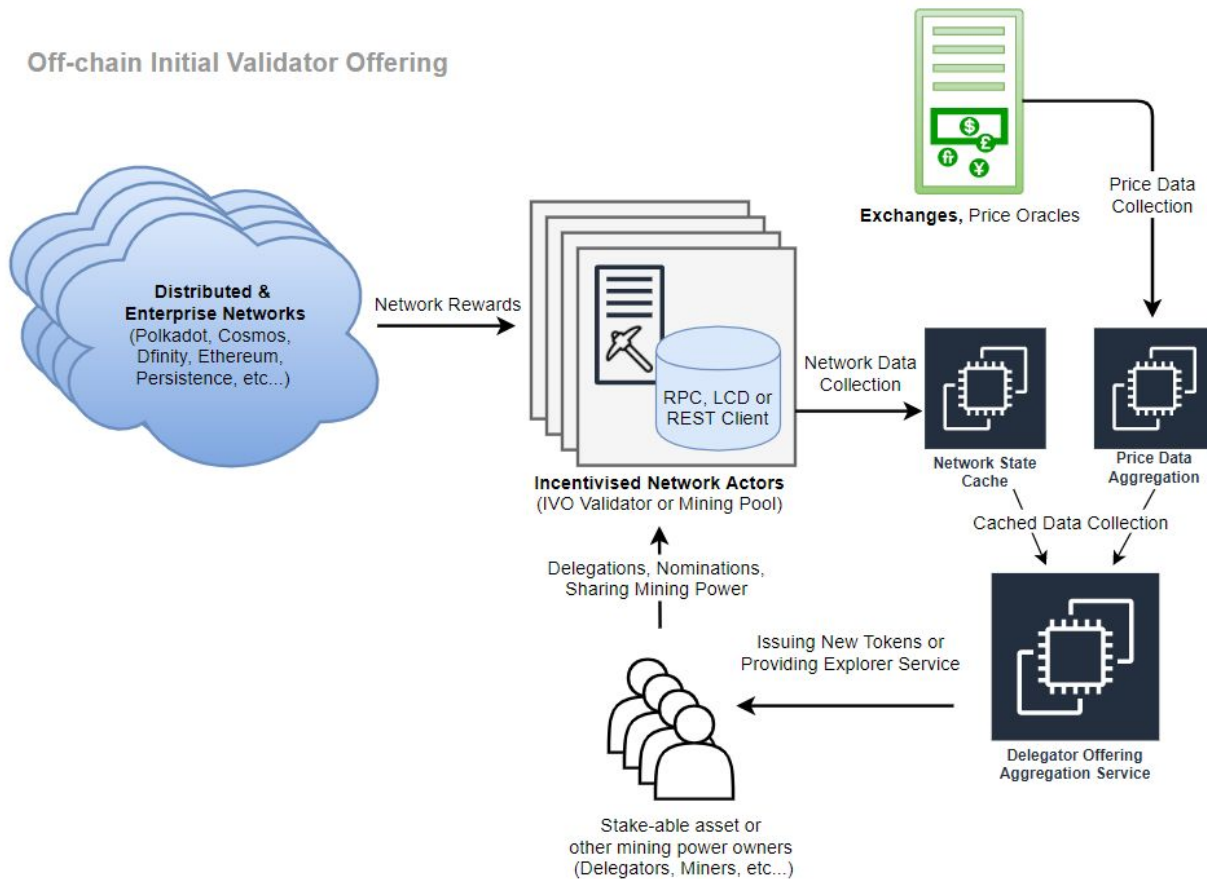 Off-chain Initial Validator Offering
Distributed &
Enterprise Networks
(Polkadot, Cosmos,
Dfinity, Ethereum,
Persistence, etc...)
Network Rewards
RPC, LCD or
REST Client
Incentivised Network Actors
(IVO Validator or Mining Pool)
$
£
¥
Exchanges, Price Oracles
Price Data
Collection
Network Data
Collection
Network State
Cache
Price Data
Aggregation
Cached Data Collection
Delegations, Nominations,
Sharing Mining Power
Issuing New Tokens or
Providing Explorer Service
Delegator Offering
Aggregation Service
Stake-able asset or
other mining power owners
(Delegators, Miners, etc...)